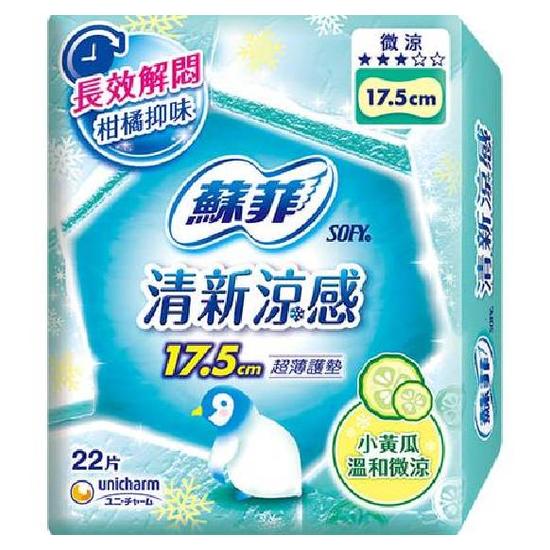 長效解悶
柑橘抑味
微涼
★★★☆☆
17.5cm
蘇菲
SOFY®
清新涼感
17.5cm 超薄護墊
小黃瓜
溫和微涼
22片
unicharm
ユニ・チャーム